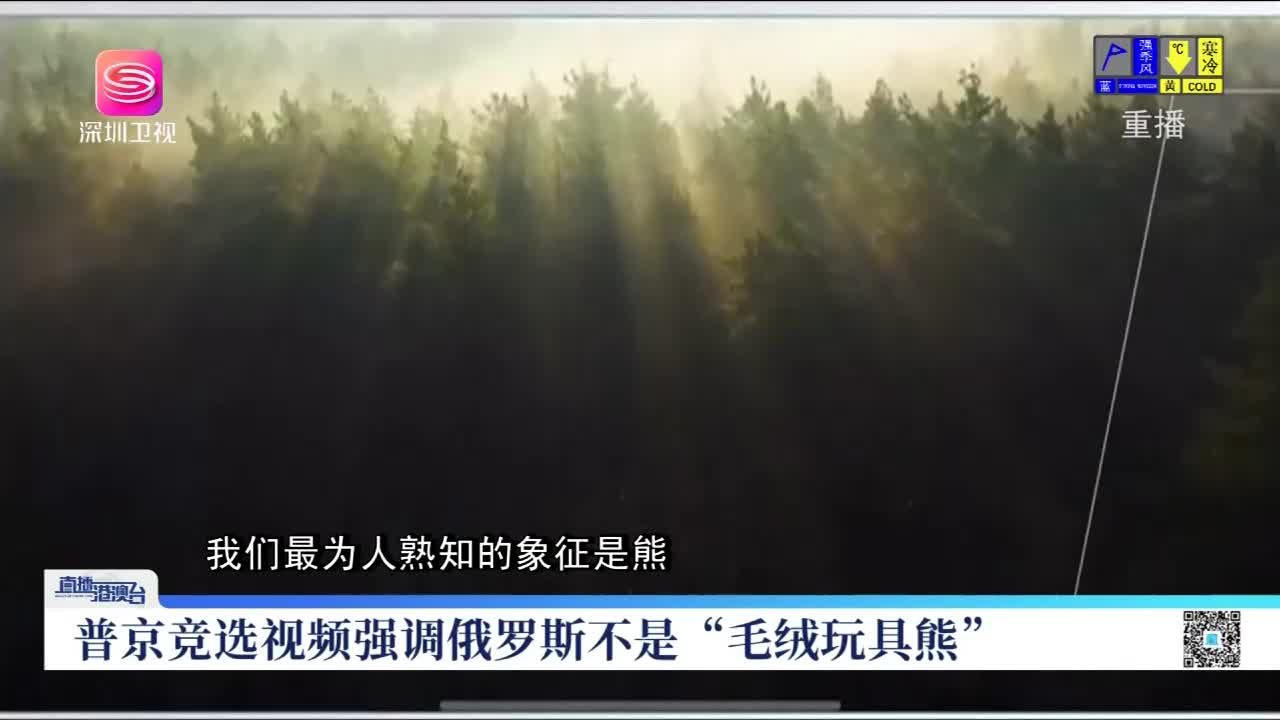 深圳卫视
强季风
℃
寒冷
蓝
黄
COLD
重播
我们最为人熟知的象征是熊
直播港澳台
普京竞选视频强调俄罗斯不是“毛绒玩具熊”